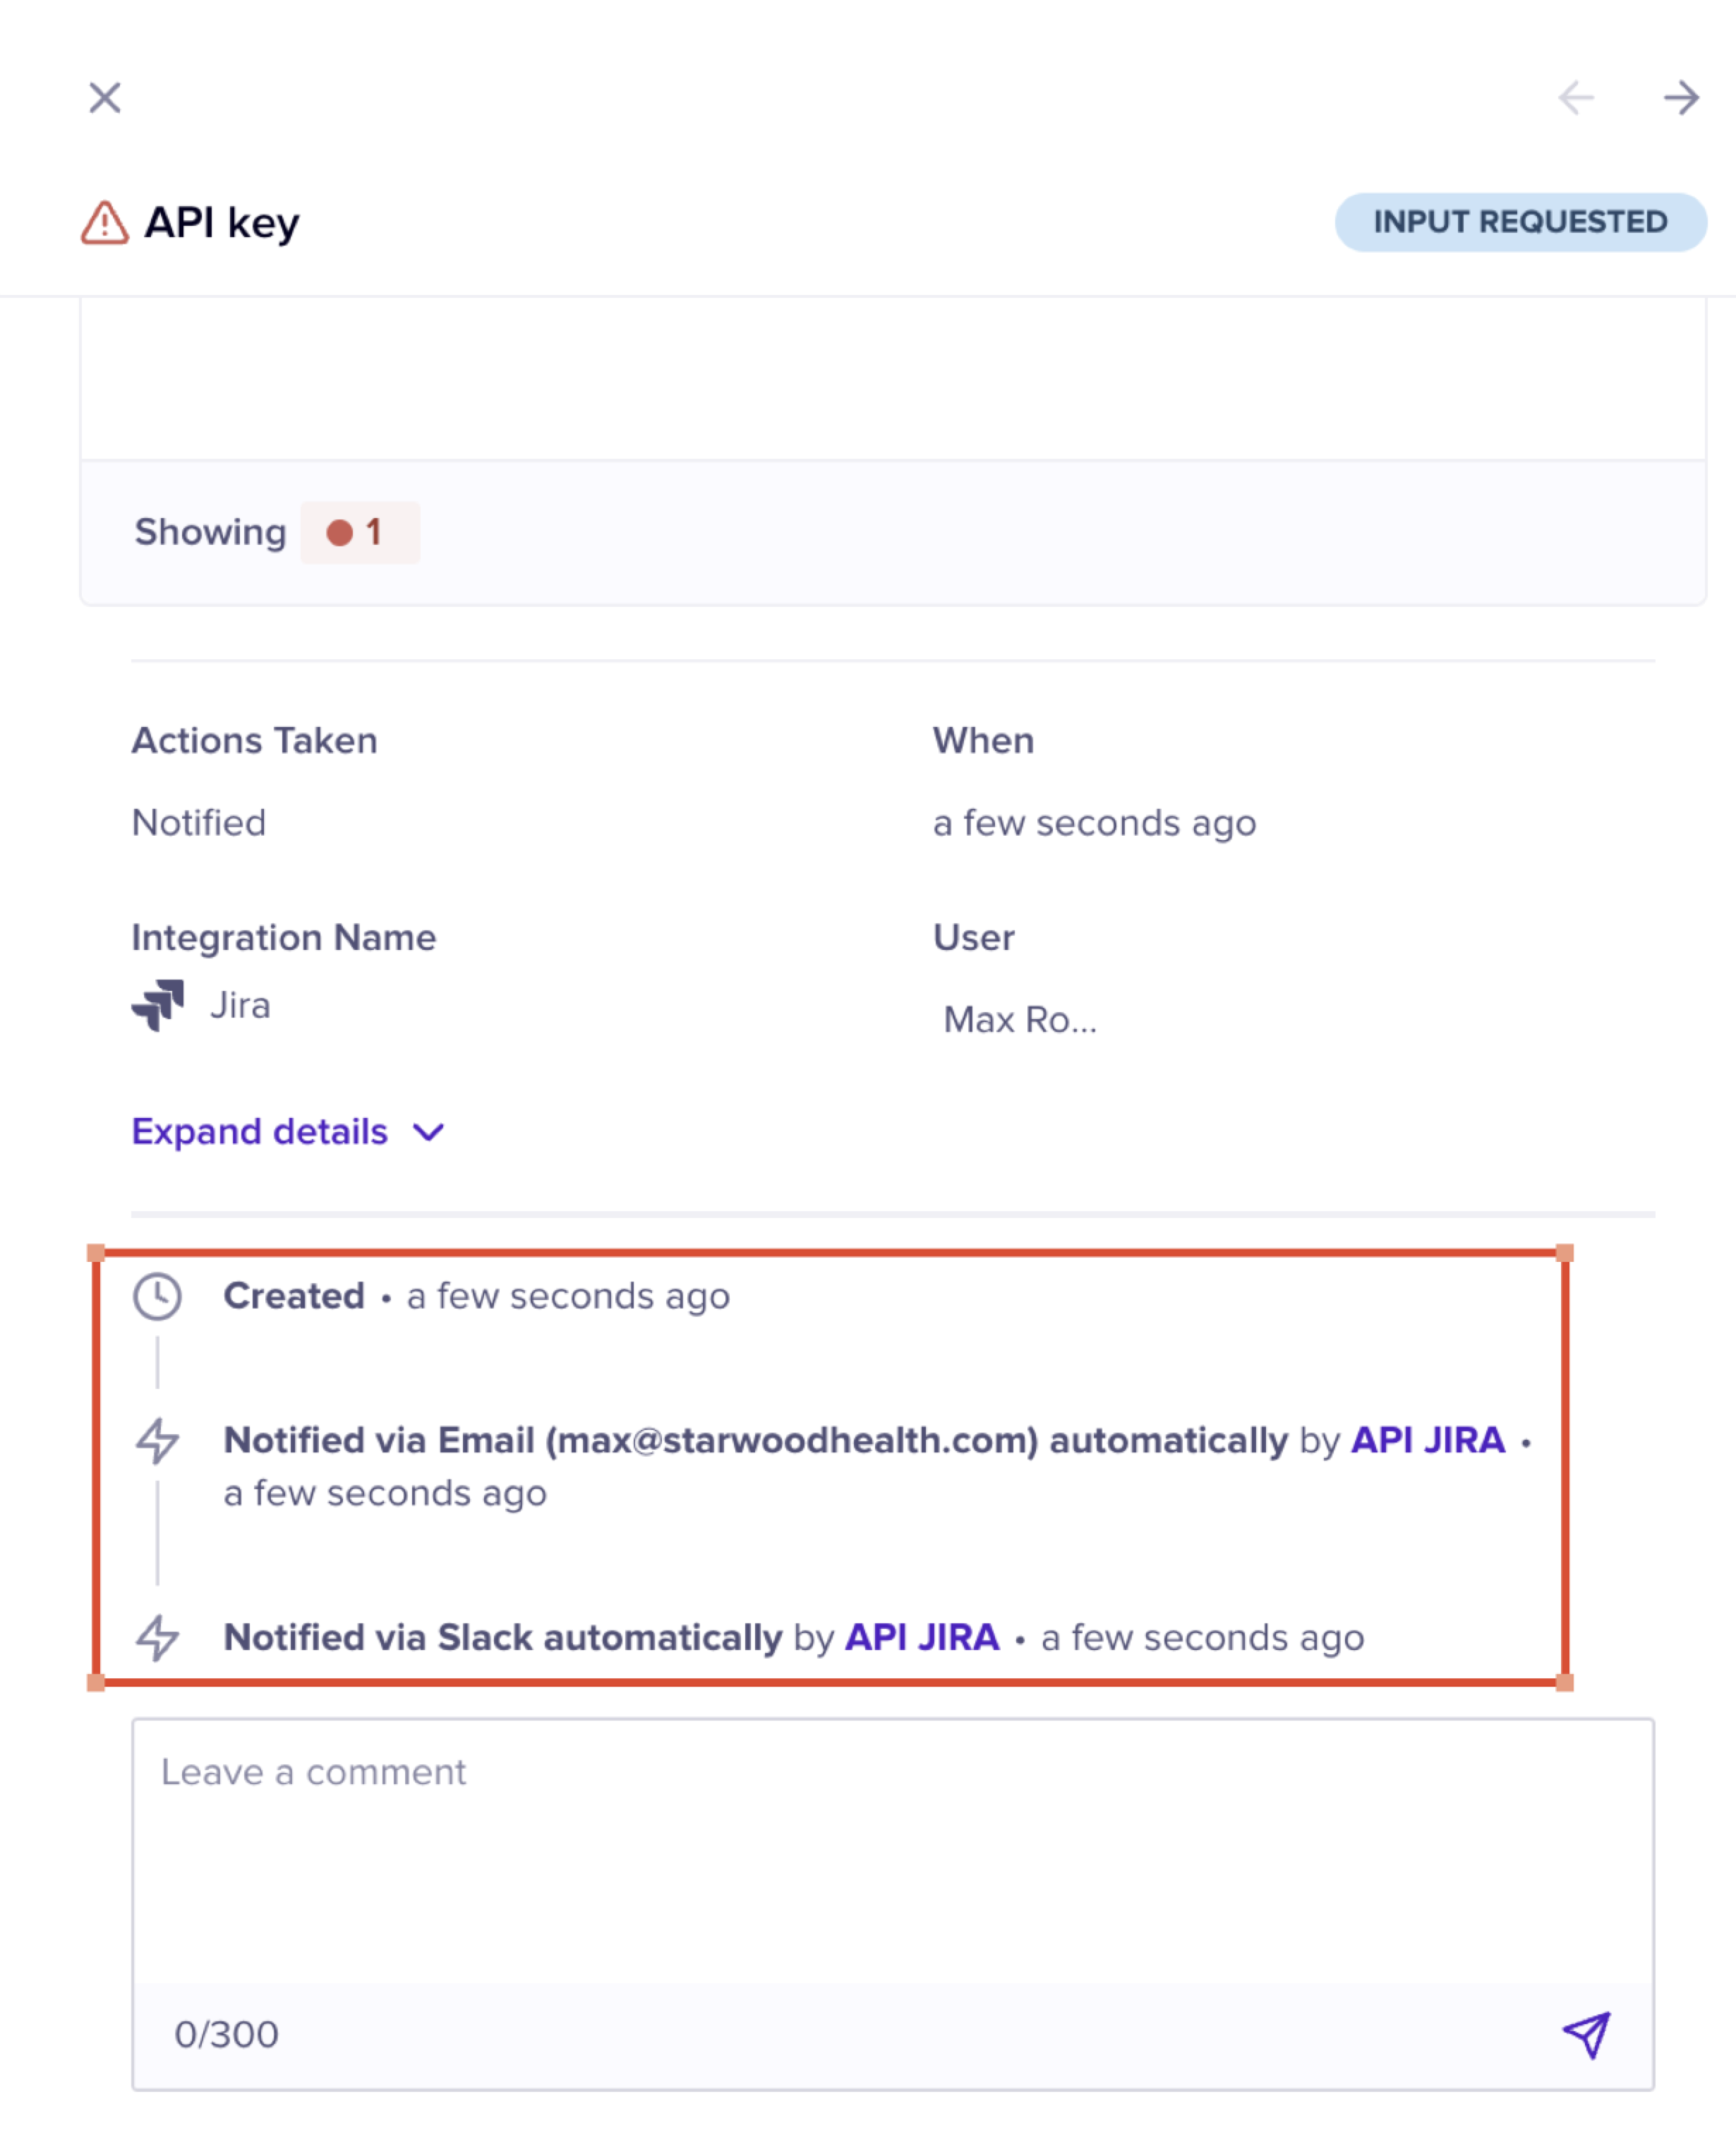 API key
INPUT REQUESTED
Showing 1
Actions Taken
When
Notified
a few seconds ago
Integration Name
User
Jira
Max Ro...
Expand details
Created • a few seconds ago
Notified via Email (max@starwoodhealth.com) automatically by API JIRA •
a few seconds ago
Notified via Slack automatically by API JIRA • a few seconds ago
Leave a comment
0/300